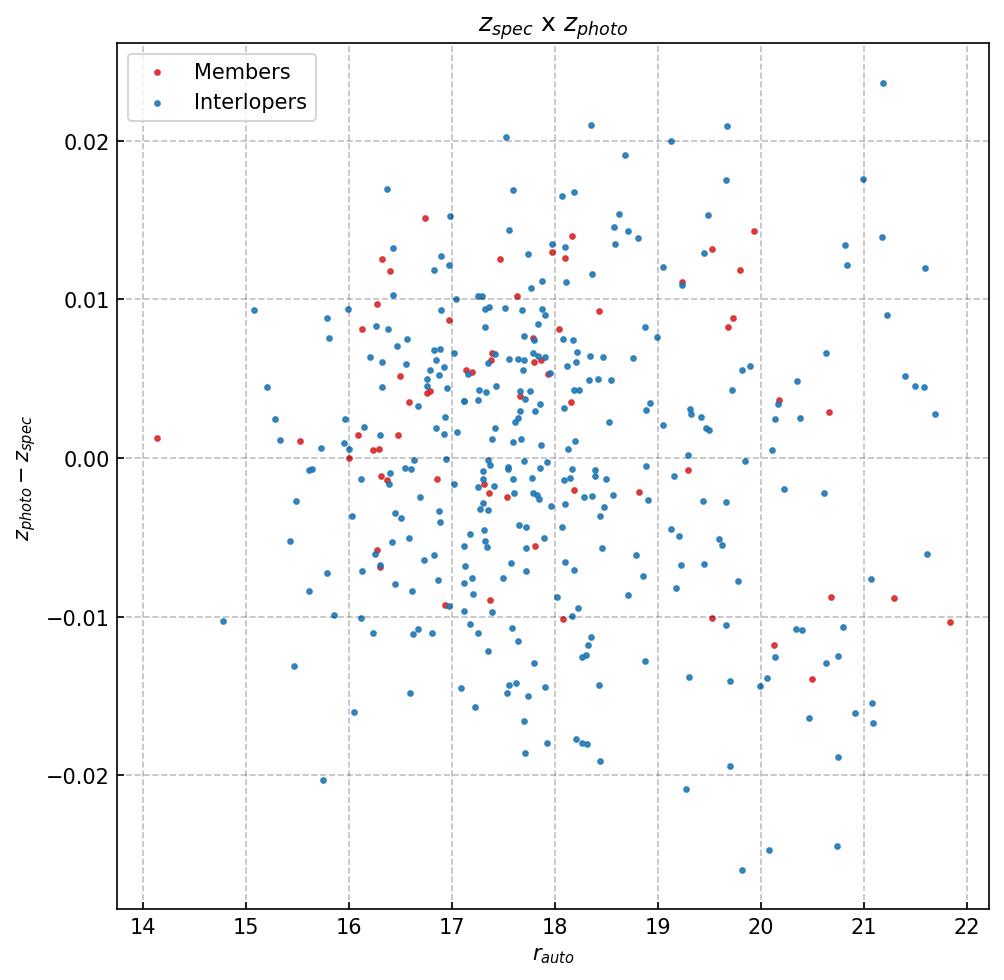 z_spec x z_photo
Members
Interlopers
0.02
0.01
0.00
−0.01
−0.02
z_photo − z_spec
14 15 16 17 18 19 20 21 22
r_auto